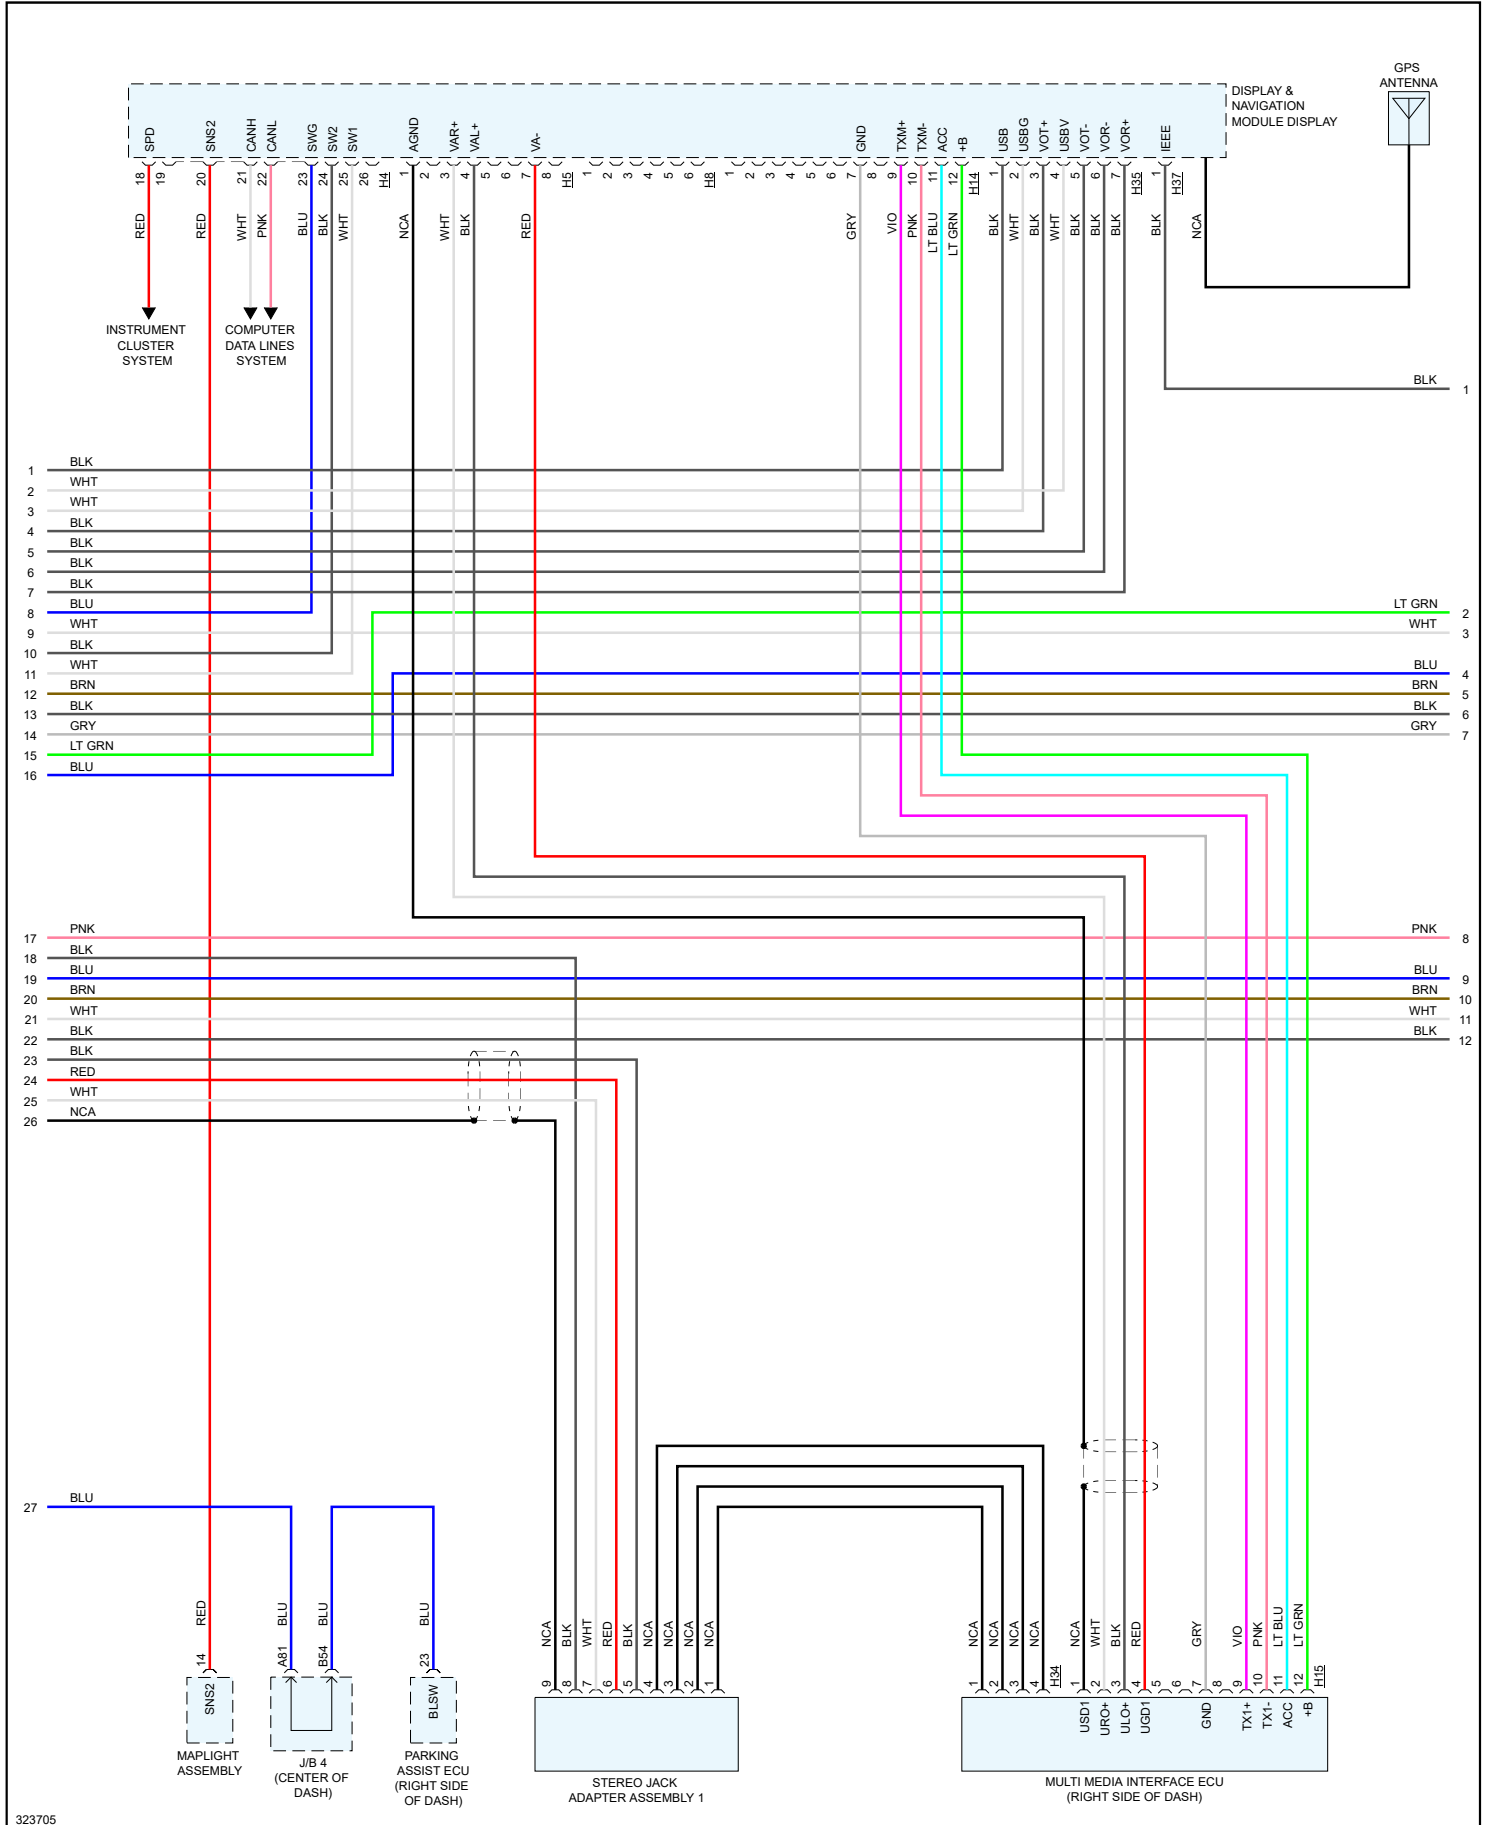 GPS
ANTENNA
DISPLAY &
NAVIGATION
MODULE DISPLAY
SPD
SNS2
CANH
CANL
SWG
SW2
SW1
AGND
VAR+
VAL+
VA-
GND
TXM+
TXM-
ACC
+B
USB
USBG
VOT+
USBV
VOT-
VOR-
VOR+
IEEE
18
19
20
21
22
23
24
25
26
H4
1
2
3
4
5
6
7
8
H5
1
2
3
4
5
6
H8
1
2
3
4
5
6
7
8
9
10
11
12
H14
1
2
3
4
5
6
7
H35
1
H37
RED
RED
WHT
PNK
BLU
BLK
WHT
NCA
WHT
BLK
RED
GRY
VIO
PNK
LT BLU
LT GRN
BLK
WHT
BLK
WHT
BLK
BLK
BLK
BLK
NCA
INSTRUMENT
CLUSTER
SYSTEM
COMPUTER
DATA LINES
SYSTEM
BLK 1
1 BLK
2 WHT
3 WHT
4 BLK
5 BLK
6 BLK
7 BLK
8 BLU
LT GRN 2
9 WHT
WHT 3
10 BLK
11 WHT
BLU 4
12 BRN
BRN 5
13 BLK
BLK 6
14 GRY
GRY 7
15 LT GRN
16 BLU
17 PNK
PNK 8
18 BLK
19 BLU
BLU 9
20 BRN
BRN 10
21 WHT
WHT 11
22 BLK
BLK 12
23 BLK
24 RED
25 WHT
26 NCA
27 BLU
RED
BLU
BLU
BLU
NCA
BLK
WHT
RED
BLK
NCA
NCA
NCA
NCA
NCA
NCA
NCA
NCA
NCA
WHT
BLK
RED
GRY
VIO
PNK
LT BLU
LT GRN
14
A81
B54
23
9
8
7
6
5
4
3
2
1
1
2
3
4
H34
1
2
3
4
5
6
7
8
9
10
11
12
H15
SNS2
BLSW
USD1
URO+
ULO+
UGD1
GND
TX1+
TX1-
ACC
+B
MAPLIGHT
ASSEMBLY
J/B 4
(CENTER OF
DASH)
PARKING
ASSIST ECU
(RIGHT SIDE
OF DASH)
STEREO JACK
ADAPTER ASSEMBLY 1
MULTI MEDIA INTERFACE ECU
(RIGHT SIDE OF DASH)
323705